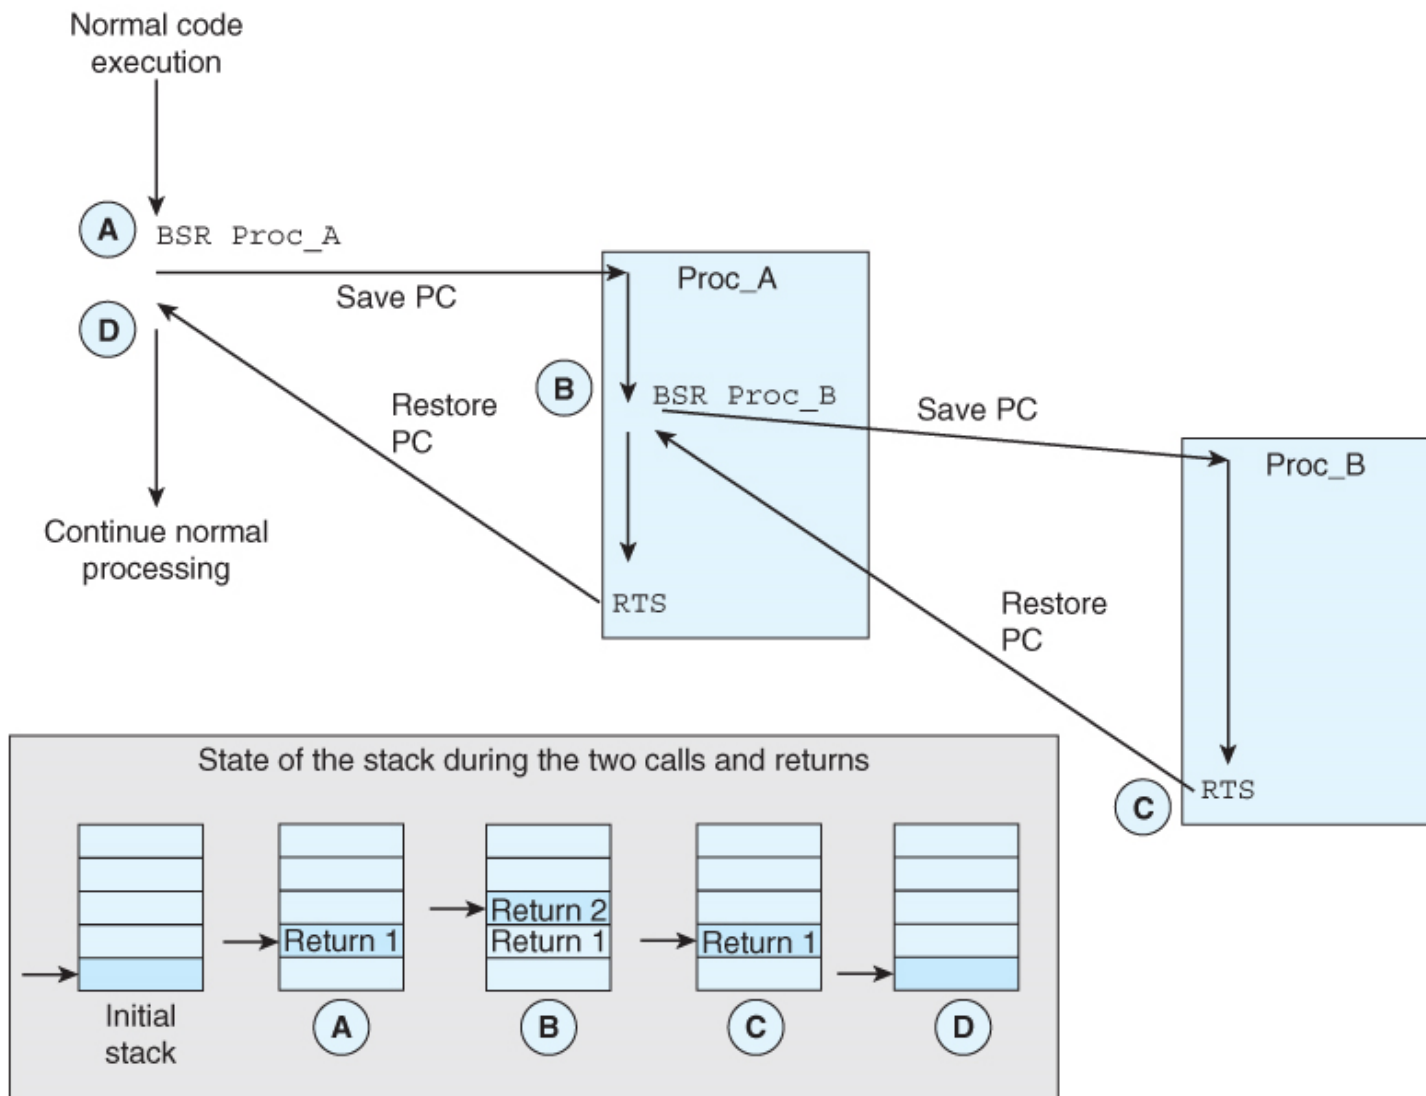 Normal code
execution
A
BSR Proc_A
Save PC
D
Restore
PC
Continue normal
processing
Proc_A
B
BSR Proc_B
RTS
Save PC
Proc_B
Restore
PC
C
RTS
State of the stack during the two calls and returns
Initial
stack
Return 1
A
Return 2
Return 1
B
Return 1
C
D